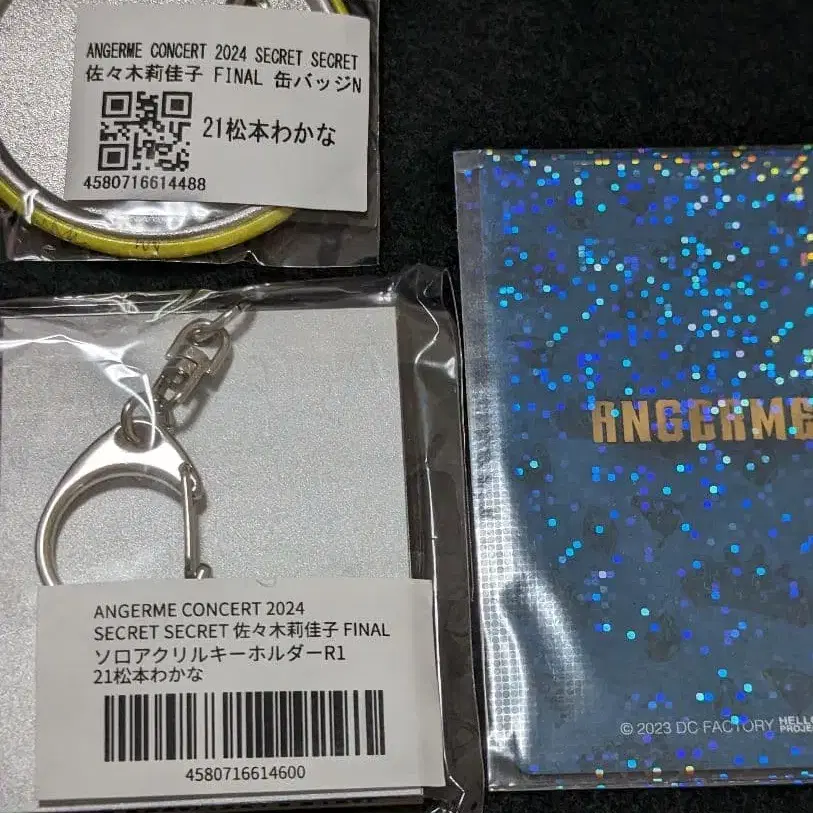 ANGERME CONCERT 2024 SECRET SECRET
佐々木莉佳子 FINAL 缶バッジN
21松本わかな
4580716614488
ANGERME
© 2023 DC FACTORY HELLO! PROJECT
ANGERME CONCERT 2024
SECRET SECRET 佐々木莉佳子 FINAL
ソロアクリルキーホルダーR1
21松本わかな
4580716614600